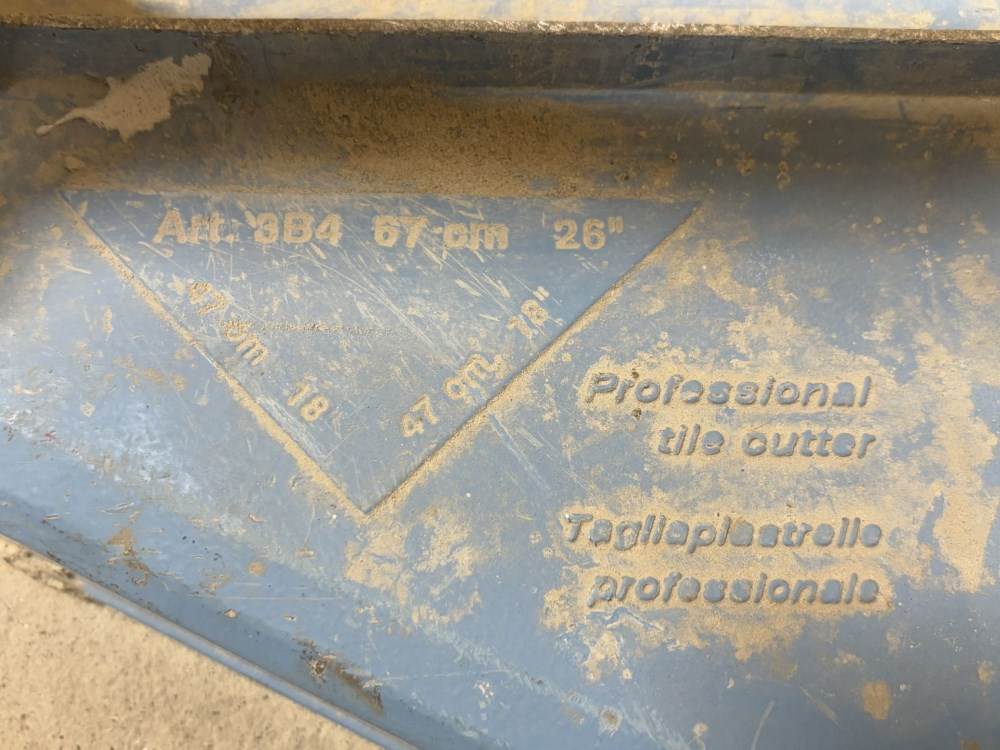 Art. 3B4 67 cm 26"
47 cm 18
47 cm 18"
Professional
tile cutter
Tagliapiastrelle
professionale